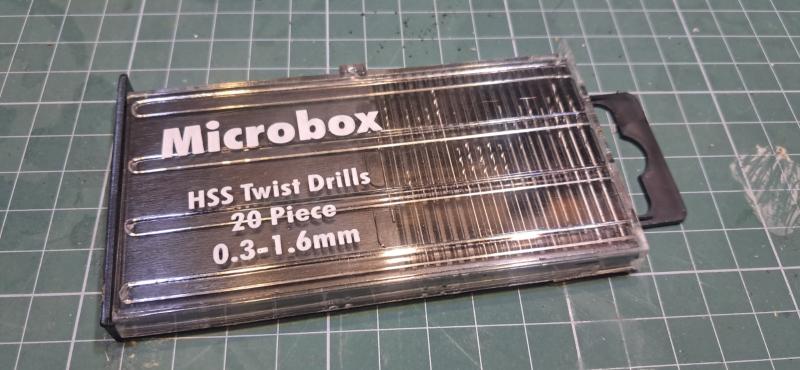 Microbox
HSS Twist Drills
20 Piece
0.3-1.6mm